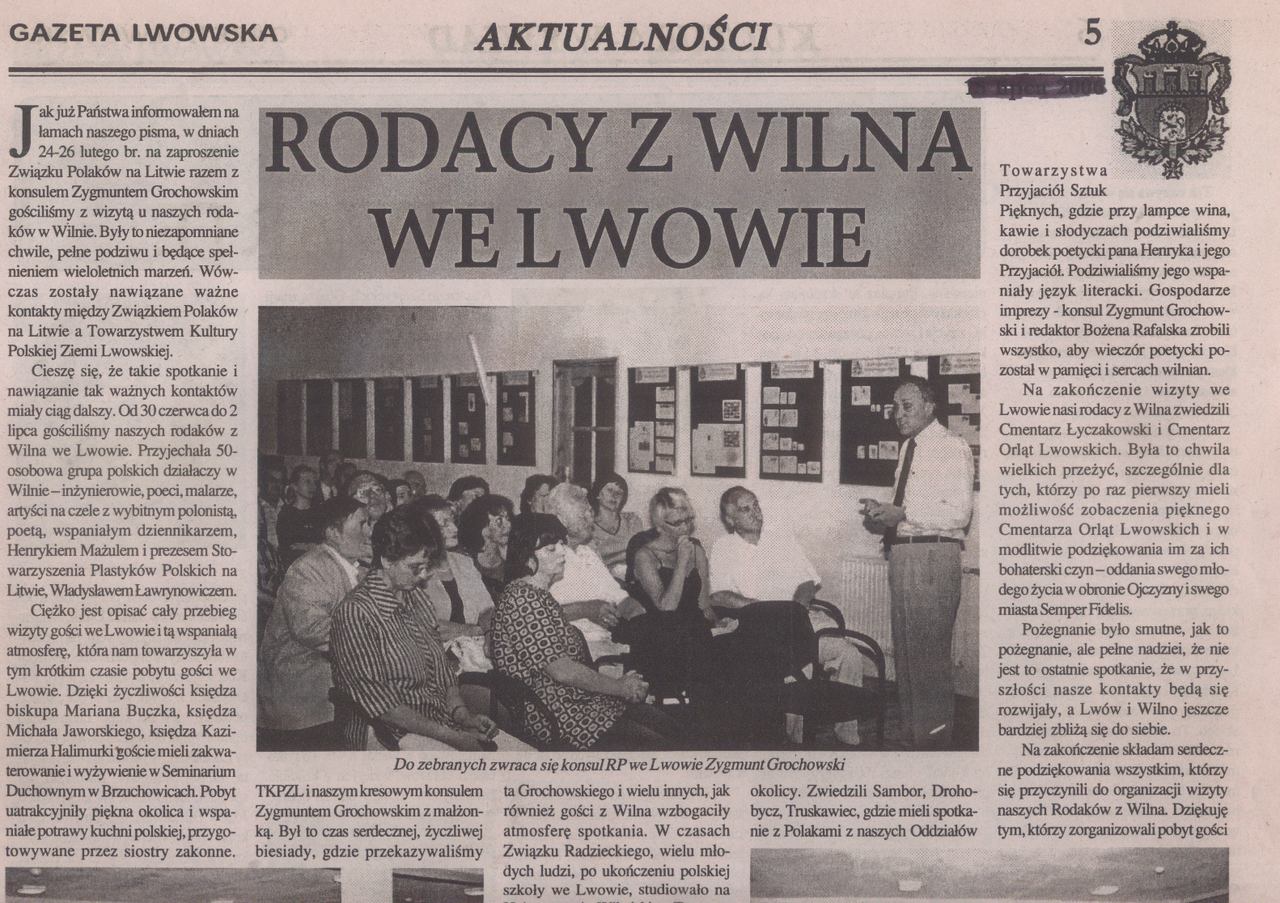 GAZETA LWOWSKA
AKTUALNOŚCI
5
lipca 2006
RODACY Z WILNA
WE LWOWIE
Jak już Państwa informowałem na
łamach naszego pisma, w dniach
24-26 lutego br. na zaproszenie
Związku Polaków na Litwie razem z
konsulem Zygmuntem Grochowskim
gościliśmy z wizytą u naszych roda-
ków w Wilnie. Były to niezapomniane
chwile, pełne podziwu i będące speł-
nieniem wieloletnich marzeń. Wów-
czas zostały nawiązane ważne
kontakty między Związkiem Polaków
na Litwie a Towarzystwem Kultury
Polskiej Ziemi Lwowskiej.
Cieszę się, że takie spotkanie i
nawiązanie tak ważnych kontaktów
miały ciąg dalszy. Od 30 czerwca do 2
lipca gościliśmy naszych rodaków z
Wilna we Lwowie. Przyjechała 50-
osobowa grupa polskich działaczy w
Wilnie – inżynierowie, poeci, malarze,
artyści na czele z wybitnym polonistą,
poetą, wspaniałym dziennikarzem,
Henrykiem Mażulem i prezesem Sto-
warzyszenia Plastyków Polskich na
Litwie, Władysławem Ławrynowiczem.
Ciężko jest opisać cały przebieg
wizyty gości we Lwowie i tą wspaniałą
atmosferę, która nam towarzyszyła w
tym krótkim czasie pobytu gości we
Lwowie. Dzięki życzliwości księdza
biskupa Mariana Buczka, księdza
Michała Jaworskiego, księdza Kazi-
mierza Halimurki goście mieli zakwa-
terowanie i wyżywienie w Seminarium
Duchownym w Brzuchowicach. Pobyt
uatrakcyjniły piękna okolica i wspa-
niałe potrawy kuchni polskiej, przygo-
towywane przez siostry zakonne.
Do zebranych zwraca się konsul RP we Lwowie Zygmunt Grochowski
TKPZL i naszym kresowym konsulem
Zygmuntem Grochowskim z małżon-
ką. Był to czas serdecznej, życzliwej
biesiady, gdzie przekazywaliśmy
ta Grochowskiego i wielu innych, jak
również gości z Wilna wzbogaciły
atmosferę spotkania. W czasach
Związku Radzieckiego, wielu mło-
dych ludzi, po ukończeniu polskiej
szkoły we Lwowie, studiowało na
okolicy. Zwiedzili Sambor, Droho-
bycz, Truskawiec, gdzie mieli spotka-
nie z Polakami z naszych Oddziałów
Towarzystwa
Przyjaciół Sztuk
Pięknych, gdzie przy lampce wina,
kawie i słodyczach podziwialiśmy
dorobek poetycki pana Henryka i jego
Przyjaciół. Podziwialiśmy jego wspa-
niały język literacki. Gospodarze
imprezy - konsul Zygmunt Grochow-
ski i redaktor Bożena Rafalska zrobili
wszystko, aby wieczór poetycki po-
został w pamięci i sercach wilnian.
Na zakończenie wizyty we
Lwowie nasi rodacy z Wilna zwiedzili
Cmentarz Łyczakowski i Cmentarz
Orląt Lwowskich. Była to chwila
wielkich przeżyć, szczególnie dla
tych, którzy po raz pierwszy mieli
możliwość zobaczenia pięknego
Cmentarza Orląt Lwowskich i w
modlitwie podziękowania im za ich
bohaterski czyn – oddania swego mło-
dego życia w obronie Ojczyzny i swego
miasta Semper Fidelis.
Pożegnanie było smutne, jak to
pożegnanie, ale pełne nadziei, że nie
jest to ostatnie spotkanie, że w przy-
szłości nasze kontakty będą się
rozwijały, a Lwów i Wilno jeszcze
bardziej zbliżą się do siebie.
Na zakończenie składam serdecz-
ne podziękowania wszystkim, którzy
się przyczynili do organizacji wizyty
naszych Rodaków z Wilna. Dziękuję
tym, którzy zorganizowali pobyt gości